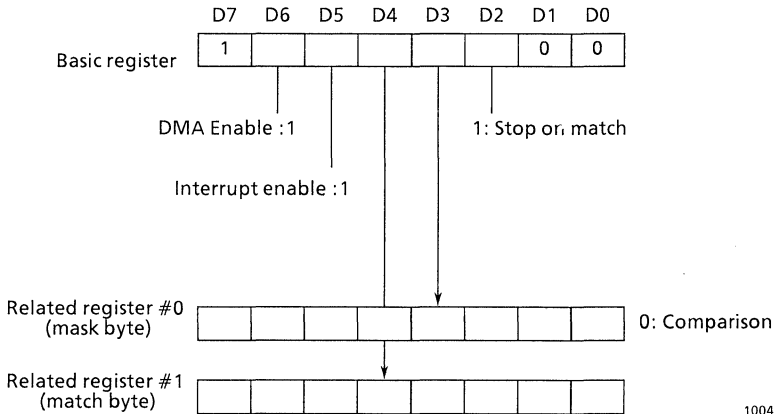 D7 D6 D5 D4 D3 D2 D1 D0
Basic register 1 0 0
DMA Enable : 1 1: Stop on match
Interrupt enable : 1
Related register #0
(mask byte)
0: Comparison
Related register #1
(match byte)
1004